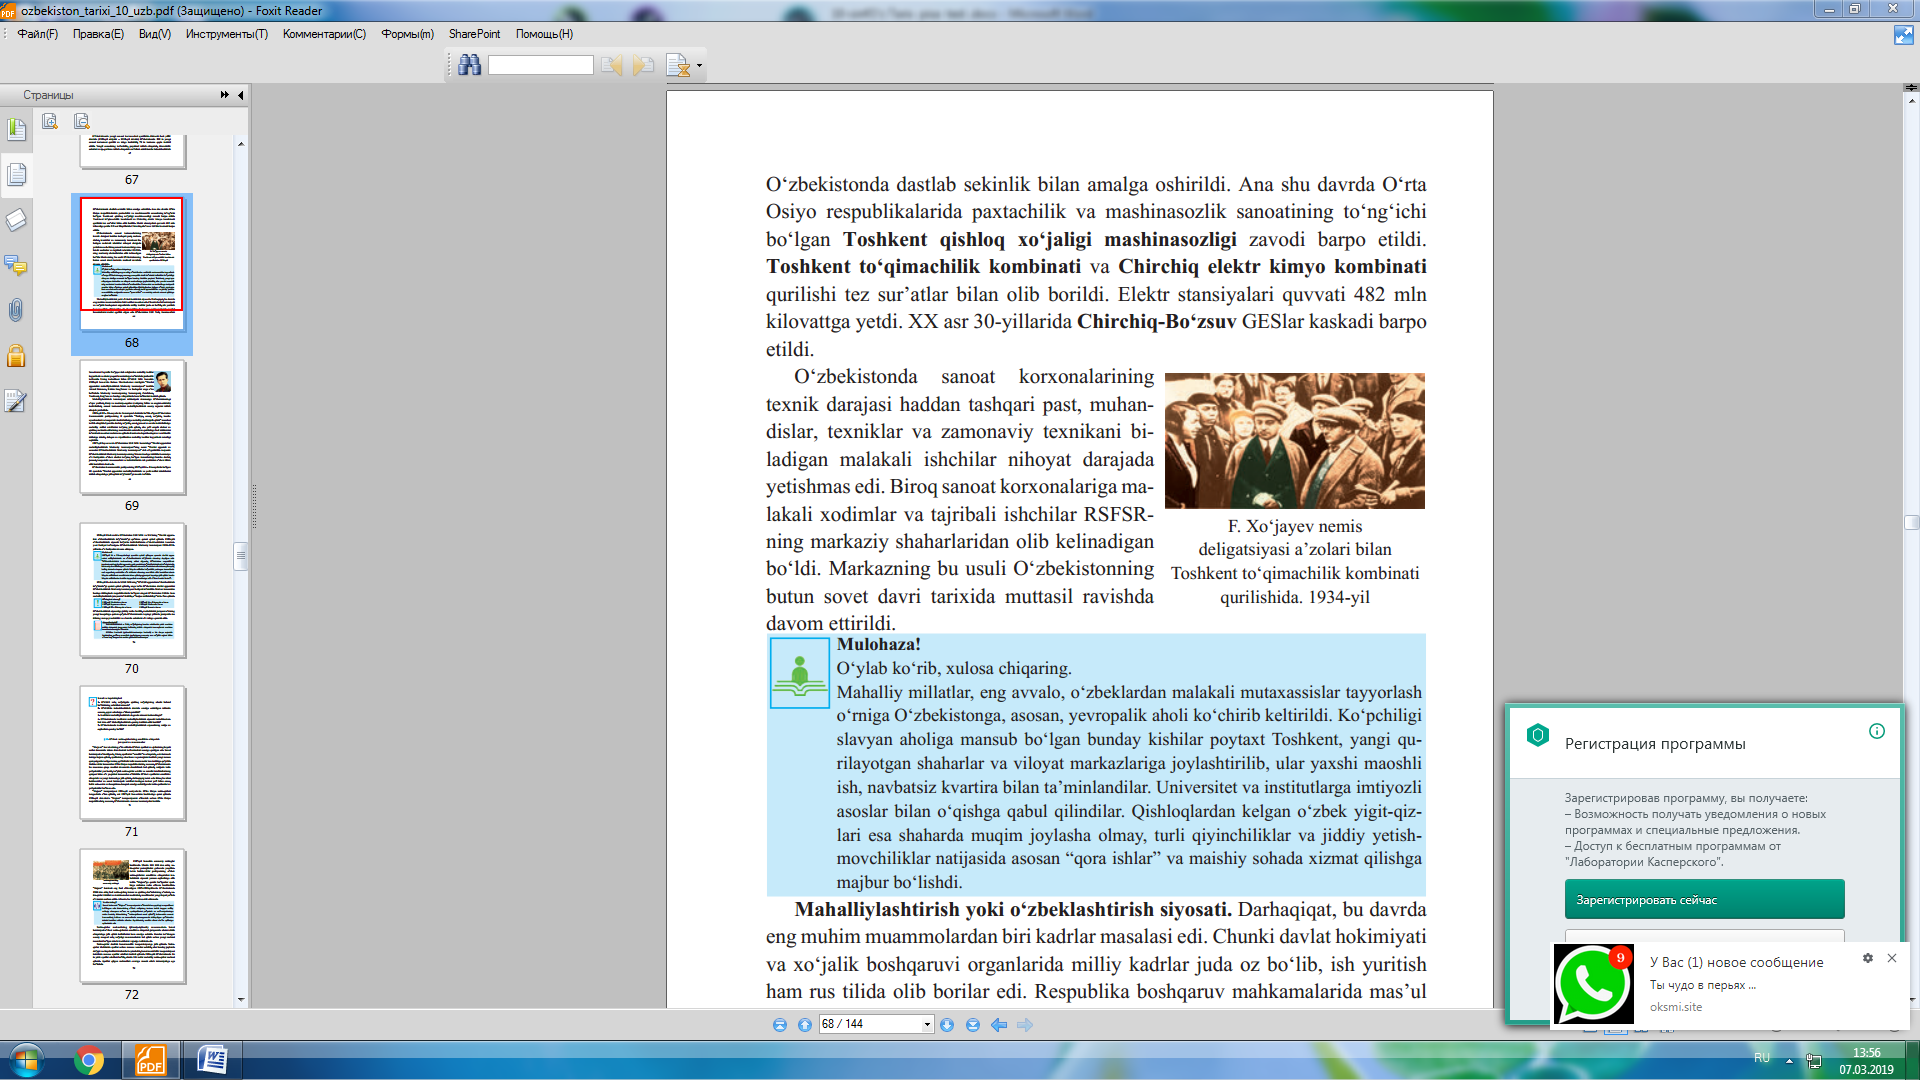 ozbekiston_tarixi_10_uzb.pdf (Защищено) - Foxit Reader
Файл(F) Правка(E) Вид(V) Инструменты(T) Комментарии(C) Формы(m) SharePoint Помощь(H)
Страницы
67
68
69
70
71
72
O‘zbekistonda dastlab sekinlik bilan amalga oshirildi. Ana shu davrda O‘rta
Osiyo respublikalarida paxtachilik va mashinasozlik sanoatining to‘ng‘ichi
bo‘lgan Toshkent qishloq xo‘jaligi mashinasozligi zavodi barpo etildi.
Toshkent to‘qimachilik kombinati va Chirchiq elektr kimyo kombinati
qurilishi tez sur’atlar bilan olib borildi. Elektr stansiyalari quvvati 482 mln
kilovattga yetdi. XX asr 30-yillarida Chirchiq-Bo‘zsuv GESlar kaskadi barpo
etildi.
O‘zbekistonda sanoat korxonalarining
texnik darajasi haddan tashqari past, muhan-
dislar, texniklar va zamonaviy texnikani bi-
ladigan malakali ishchilar nihoyat darajada
yetishmas edi. Biroq sanoat korxonalariga ma-
lakali xodimlar va tajribali ishchilar RSFSR-
ning markaziy shaharlaridan olib kelinadigan
bo‘ldi. Markazning bu usuli O‘zbekistonning
butun sovet davri tarixida muttasil ravishda
davom ettirildi.
F. Xo‘jayev nemis
deligatsiyasi a’zolari bilan
Toshkent to‘qimachilik kombinati
qurilishida. 1934-yil
Mulohaza!
O‘ylab ko‘rib, xulosa chiqaring.
Mahalliy millatlar, eng avvalo, o‘zbeklardan malakali mutaxassislar tayyorlash
o‘rniga O‘zbekistonga, asosan, yevropalik aholi ko‘chirib keltirildi. Ko‘pchiligi
slavyan aholiga mansub bo‘lgan bunday kishilar poytaxt Toshkent, yangi qu-
rilayotgan shaharlar va viloyat markazlariga joylashtirilib, ular yaxshi maoshli
ish, navbatsiz kvartira bilan ta’minlandilar. Universitet va institutlarga imtiyozli
asoslar bilan o‘qishga qabul qilindilar. Qishloqlardan kelgan o‘zbek yigit-qiz-
lari esa shaharda muqim joylasha olmay, turli qiyinchiliklar va jiddiy yetish-
movchiliklar natijasida asosan “qora ishlar” va maishiy sohada xizmat qilishga
majbur bo‘lishdi.
Mahalliylashtirish yoki o‘zbeklashtirish siyosati. Darhaqiqat, bu davrda
eng muhim muammolardan biri kadrlar masalasi edi. Chunki davlat hokimiyati
va xo‘jalik boshqaruvi organlarida milliy kadrlar juda oz bo‘lib, ish yuritish
ham rus tilida olib borilar edi. Respublika boshqaruv mahkamalarida mas’ul
68 / 144
Регистрация программы
Зарегистрировав программу, вы получаете:
– Возможность получать уведомления о новых
программах и специальные предложения.
– Доступ к бесплатным программам от
"Лаборатории Касперского".
Зарегистрировать сейчас
9
У Вас (1) новое сообщение
Ты чудо в перьях ...
oksmi.site
RU
13:56
07.03.2019